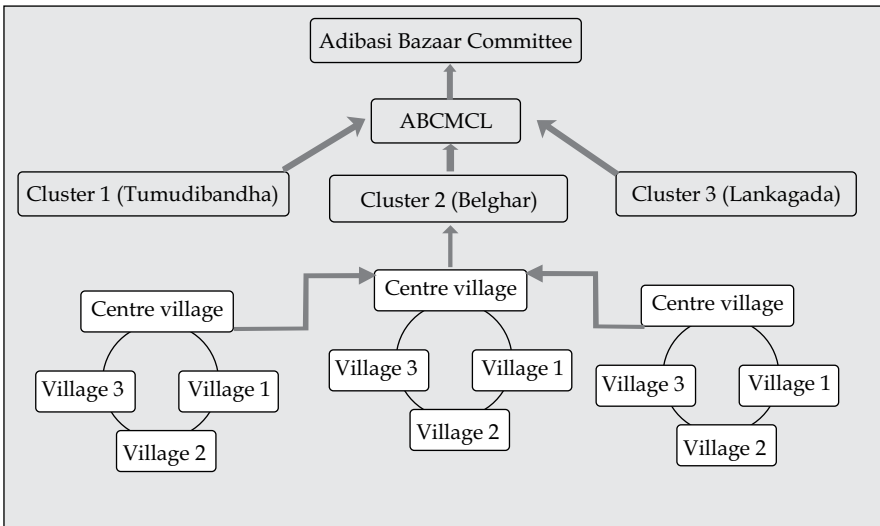 Adibasi Bazaar Committee
ABCMCL
Cluster 1 (Tumudibandha)
Cluster 2 (Belghar)
Cluster 3 (Lankagada)
Centre village
Village 3
Village 1
Village 2
Centre village
Village 3
Village 1
Village 2
Centre village
Village 3
Village 1
Village 2